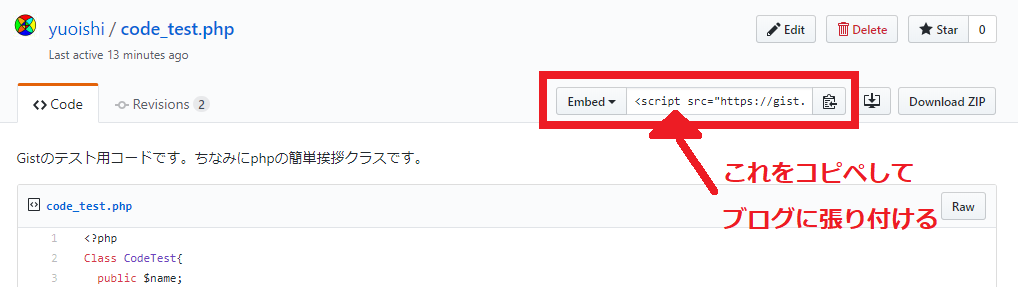 yuoishi / code_test.php
Edit
Delete
Star
0
Last active 13 minutes ago
Code
Revisions 2
Embed
<script src="https://gist.
Download ZIP
Gistのテスト用コードです。ちなみにphpの簡単挨拶クラスです。
これをコピペして
ブログに張り付ける
code_test.php
Raw
1 <?php
2 Class CodeTest{
3 public $name;